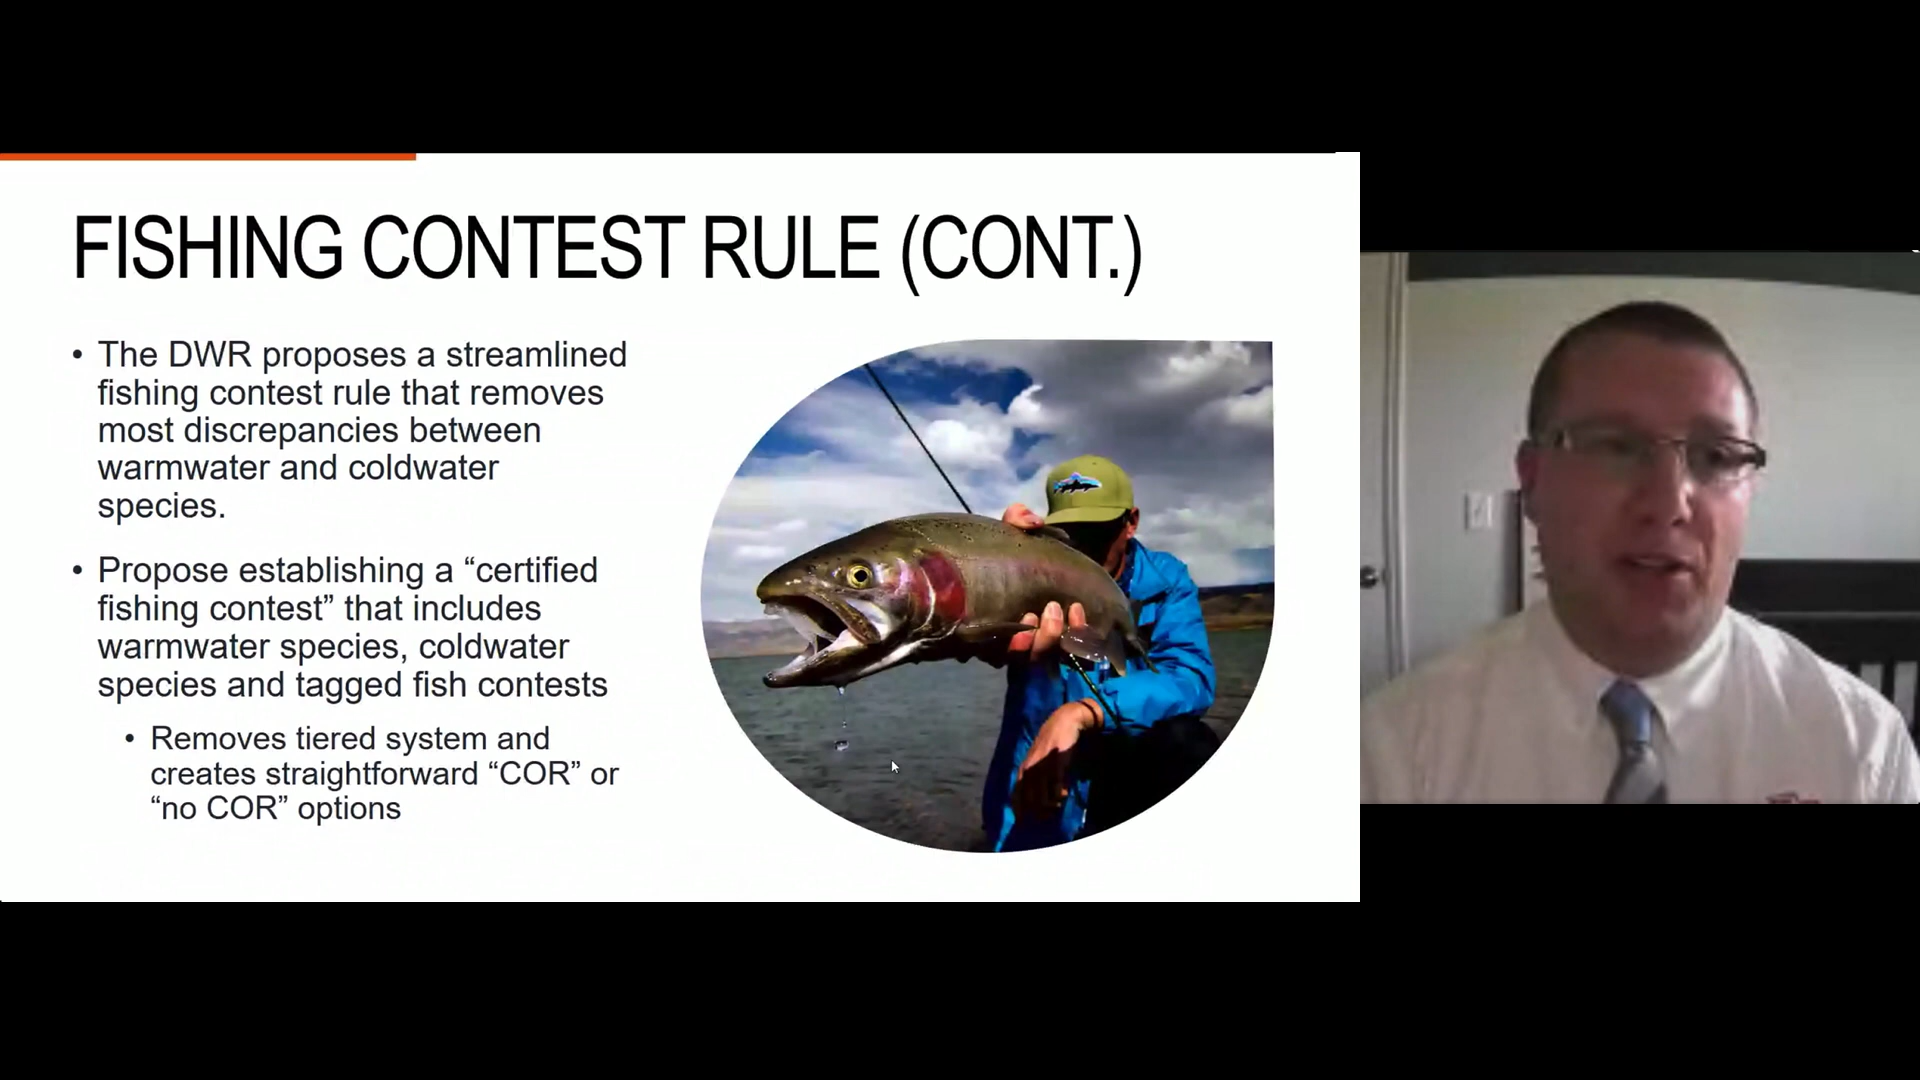 FISHING CONTEST RULE (CONT.)
• The DWR proposes a streamlined
fishing contest rule that removes
most discrepancies between
warmwater and coldwater
species.
• Propose establishing a “certified
fishing contest” that includes
warmwater species, coldwater
species and tagged fish contests
• Removes tiered system and
creates straightforward “COR” or
“no COR” options